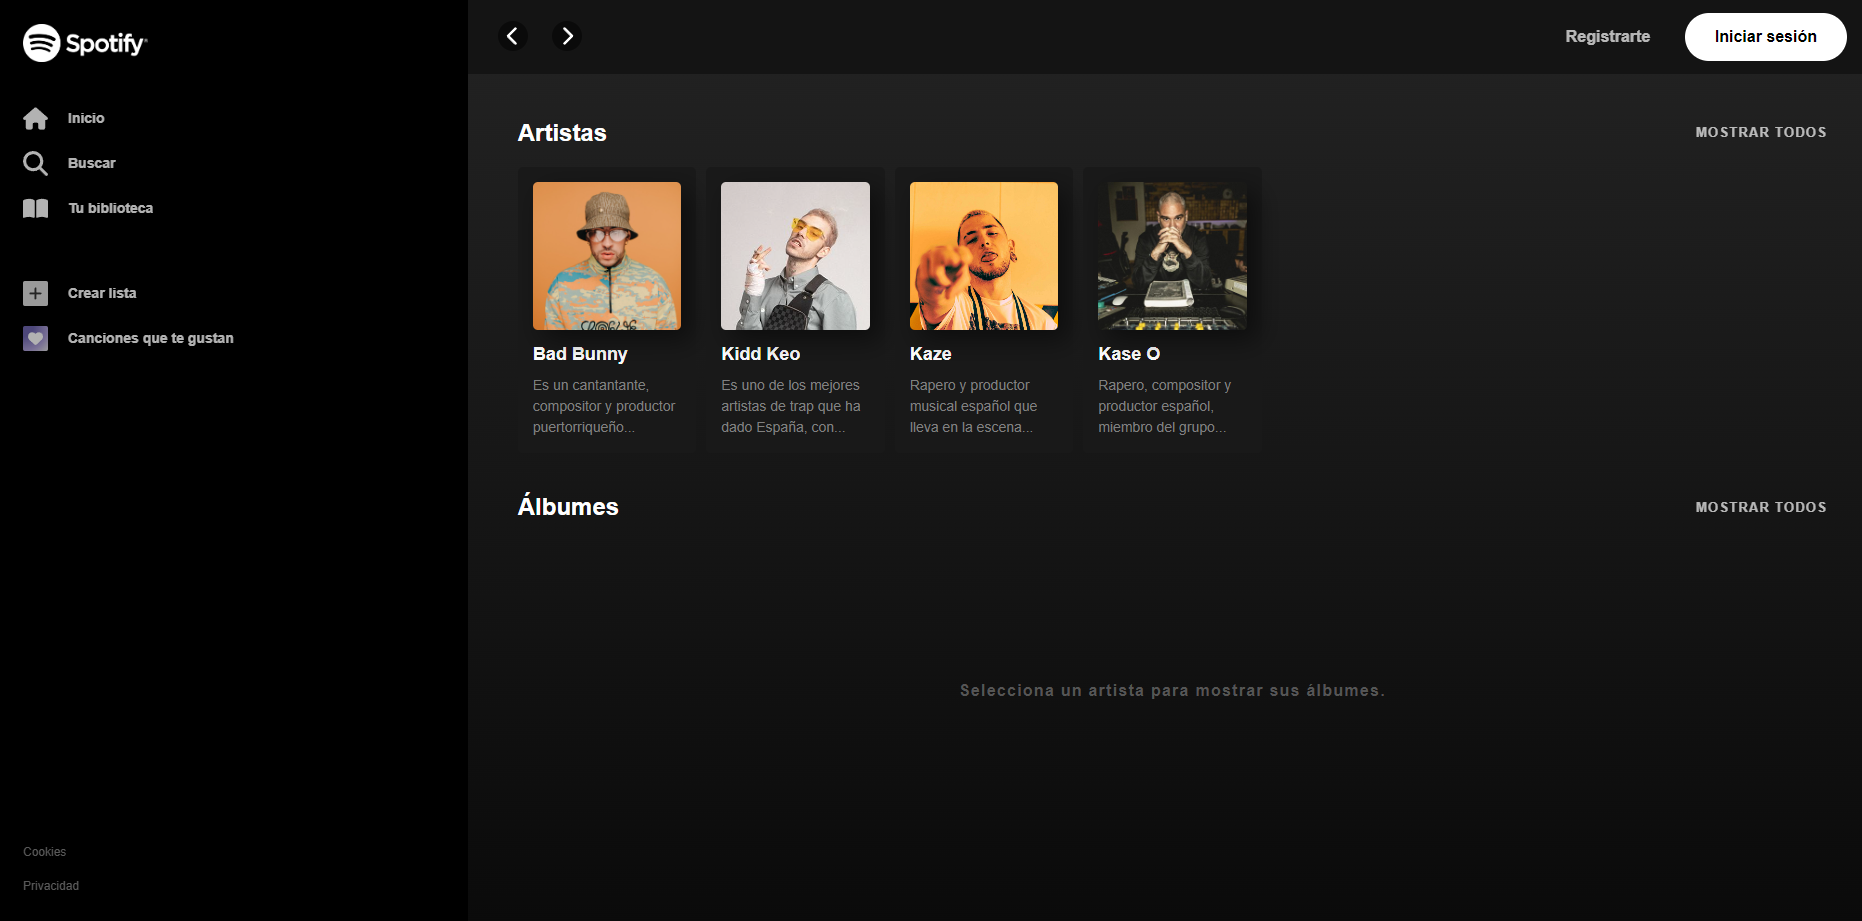 Spotify
Inicio
Buscar
Tu biblioteca
Crear lista
Canciones que te gustan
Cookies
Privacidad
Registrarte
Iniciar sesión
Artistas
MOSTRAR TODOS
Bad Bunny
Es un cantantante,
compositor y productor
puertorriqueño...
Kidd Keo
Es uno de los mejores
artistas de trap que ha
dado España, con...
Kaze
Rapero y productor
musical español que
lleva en la escena...
Kase O
Rapero, compositor y
productor español,
miembro del grupo...
Álbumes
MOSTRAR TODOS
Selecciona un artista para mostrar sus álbumes.